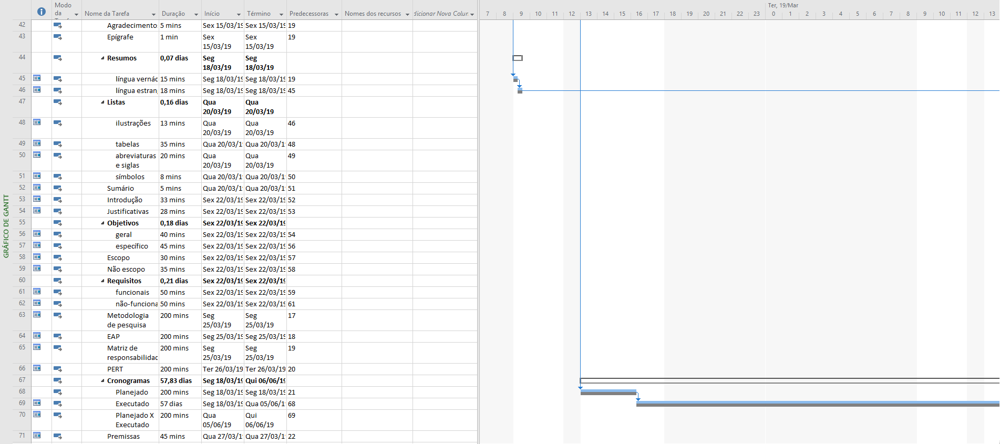 Modo
da
Nome da Tarefa Duração Início Término Predecessoras Nomes dos recursos
Ter, 19/Mar
7 8 9 10 11 12 13 14 15 16 17 18 19 20 21 22 23 0 1 2 3 4 5 6 7 8 9 10 11 12 13
GRÁFICO DE GANTT
42 Agradecimento 5 mins Sex 15/03/19 Sex 15/03/19 19
43 Epígrafe 1 min Sex 15/03/19 Sex 15/03/19 19
44 Resumos 0,07 dias Seg 18/03/19 Seg 18/03/19
45 língua vernác 15 mins Seg 18/03/19 Seg 18/03/19 19
46 língua estran 18 mins Seg 18/03/19 Seg 18/03/19 45
47 Listas 0,16 dias Qua 20/03/19 Qua 20/03/19
48 ilustrações 13 mins Qua 20/03/19 Qua 20/03/19 46
49 tabelas 35 mins Qua 20/03/1 Qua 20/03/1 48
50 abreviaturas e siglas 20 mins Qua 20/03/19 Qua 20/03/19 49
51 símbolos 8 mins Qua 20/03/1 Qua 20/03/1 50
52 Sumário 5 mins Qua 20/03/1 Qua 20/03/1 51
53 Introdução 33 mins Sex 22/03/19 Sex 22/03/19 52
54 Justificativas 28 mins Sex 22/03/19 Sex 22/03/19 53
55 Objetivos 0,18 dias Sex 22/03/19 Sex 22/03/19
56 geral 40 mins Sex 22/03/19 Sex 22/03/19 54
57 específico 45 mins Sex 22/03/19 Sex 22/03/19 56
58 Escopo 30 mins Sex 22/03/19 Sex 22/03/19 57
59 Não escopo 35 mins Sex 22/03/19 Sex 22/03/19 58
60 Requisitos 0,21 dias Sex 22/03/19 Sex 22/03/19
61 funcionais 50 mins Sex 22/03/19 Sex 22/03/19 59
62 não-funciona 50 mins Sex 22/03/19 Sex 22/03/19 61
63 Metodologia de pesquisa 200 mins Seg 25/03/19 Seg 25/03/19 17
64 EAP 200 mins Seg 25/03/19 Seg 25/03/19 18
65 Matriz de responsabilidad 200 mins Seg 25/03/19 Seg 25/03/19 19
66 PERT 200 mins Ter 26/03/19 Ter 26/03/19 20
67 Cronogramas 57,83 dias Seg 18/03/19 Qui 06/06/19
68 Planejado 200 mins Seg 18/03/19 Seg 18/03/19 21
69 Executado 57 dias Seg 18/03/19 Qua 05/06/1 68
70 Planejado X Executado 200 mins Qua 05/06/19 Qui 06/06/19 69
71 Premissas 45 mins Qua 27/03/1 Qua 27/03/1 22